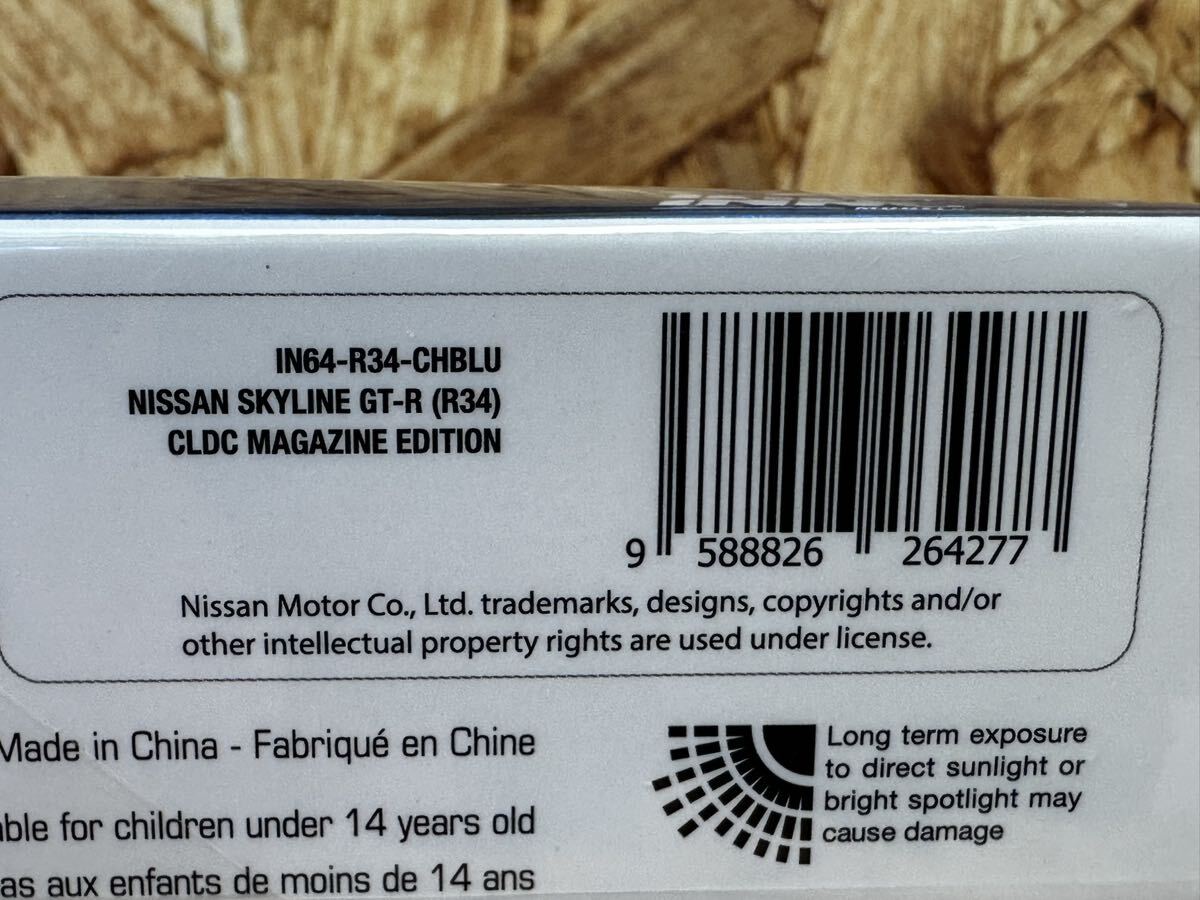 IN64-R34-CHBLU
NISSAN SKYLINE GT-R (R34)
CLDC MAGAZINE EDITION
9 588826 264277
Nissan Motor Co., Ltd. trademarks, designs, copyrights and/or
other intellectual property rights are used under license.
Made in China - Fabriqué en Chine
for children under 14 years old
aux enfants de moins de 14 ans
Long term exposure
to direct sunlight or
bright spotlight may
cause damage